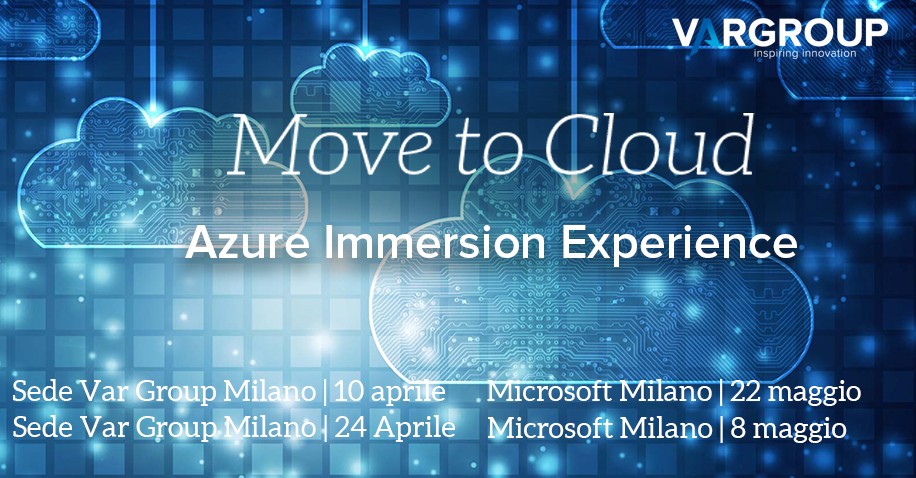 VARGROUP
inspiring innovation
Move to Cloud
Azure Immersion Experience
Sede Var Group Milano | 10 aprile
Sede Var Group Milano | 24 Aprile
Microsoft Milano | 22 maggio
Microsoft Milano | 8 maggio